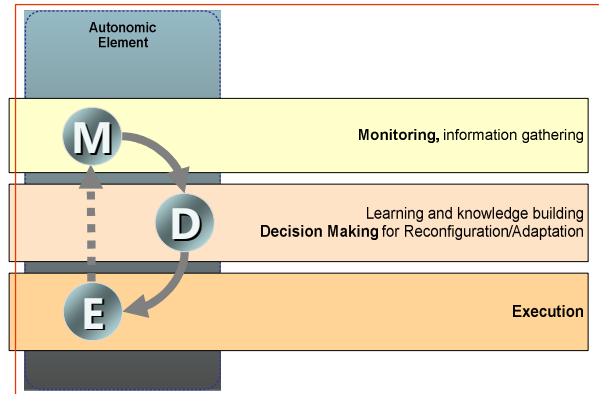 Autonomic
Element
M
Monitoring, information gathering
D
Learning and knowledge building
Decision Making for Reconfiguration/Adaptation
E
Execution